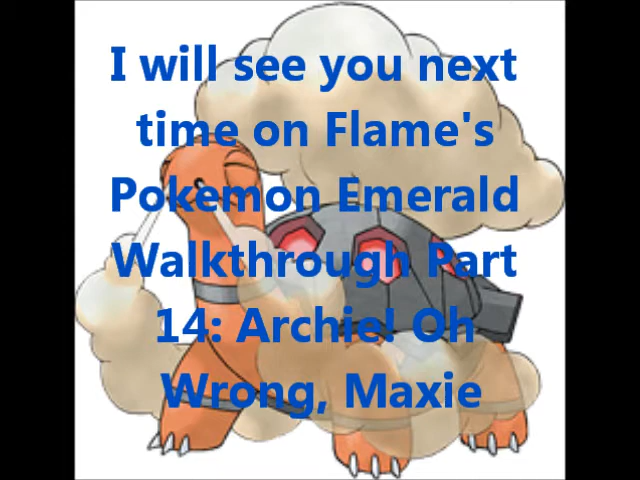 I will see you next
time on Flame's
Pokemon Emerald
Walkthrough Part
14: Archie! Oh
Wrong, Maxie